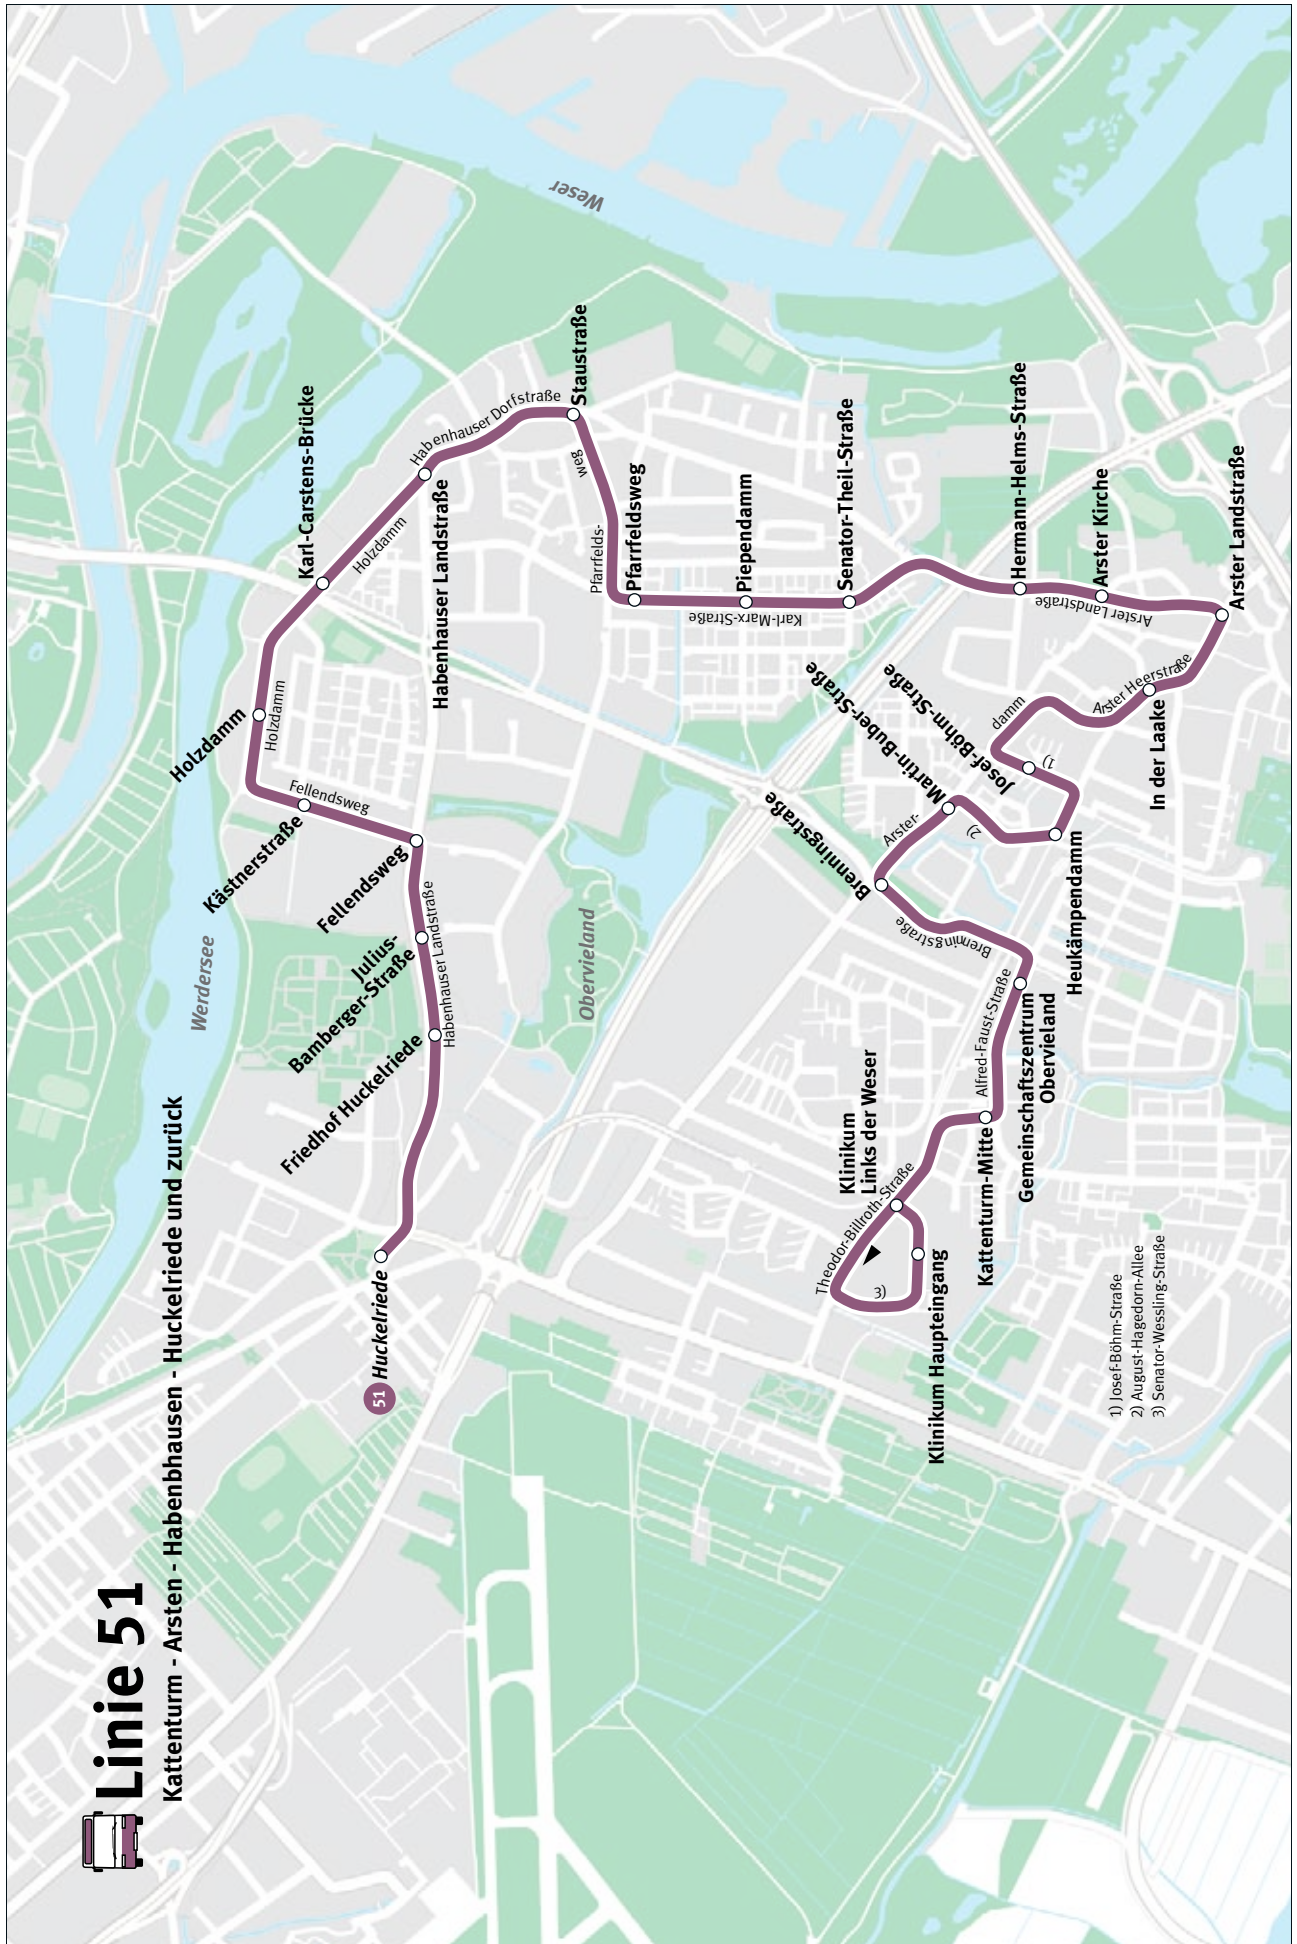 Linie 51
Kattenturm - Arsten - Habenbhausen - Huckelriede und zurück
51
Huckelriede
Friedhof Huckelriede
Julius-
Bamberger-Straße
Habenhauser Landstraße
Fellendsweg
Kästnerstraße
Fellendsweg
Holzdamm
Holzdamm
Karl-Carstens-Brücke
Holzdamm
Habenhauser Landstraße
Habenhauser Dorfstraße
Staustraße
Pfarrfelds-
weg
Pfarrfeldsweg
Piependamm
Karl-Marx-Straße
Senator-Theil-Straße
Hermann-Helms-Straße
Arster Kirche
Arster Landstraße
Arster Landstraße
Arster Heerstraße
In der Laake
damm
1)
Josef-Böhm-Straße
Heukämpendamm
2)
Martin-Buber-Straße
Arster-
Brenningstraße
Brenningstraße
Gemeinschaftszentrum
Obervieland
Alfred-Faust-Straße
Kattenturm-Mitte
Klinikum
Links der Weser
Theodor-Billroth-Straße
3)
Klinikum Haupteingang
Werdersee
Weser
Obervieland
1) Josef-Böhm-Straße
2) August-Hagedorn-Allee
3) Senator-Wessling-Straße